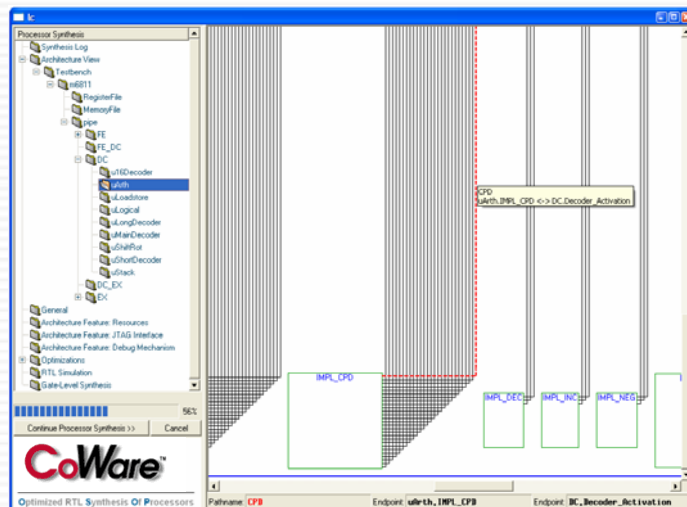 lc
Processor Synthesis
Synthesis Log
Architecture View
Testbench
RegisterFile
MemoryFile
pipe
FE
FE_DC
DC
u16Decoder
uArth
uLoadstore
uLogical
uLongDecoder
uMainDecoder
uShiftRot
uShortDecoder
uStack
DC_EX
EX
General
Architecture Feature: Resources
Architecture Feature: JTAG Interface
Architecture Feature: Debug Mechanism
Optimizations
RTL Simulation
Gate-Level Synthesis
56%
Continue Processor Synthesis >>
Cancel
CoWare™
Optimized RTL Synthesis Of Processors
CPD
uArth.IMPL_CPD <-> DC.Decoder_Activation
IMPL_CPD
IMPL_DEC
IMPL_INC
IMPL_NEG
Pathname CPD
Endpoint uArth.IMPL_CPD
Endpoint DC.Decoder_Activation